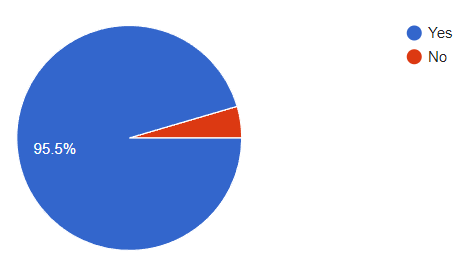 Yes
No
95.5%